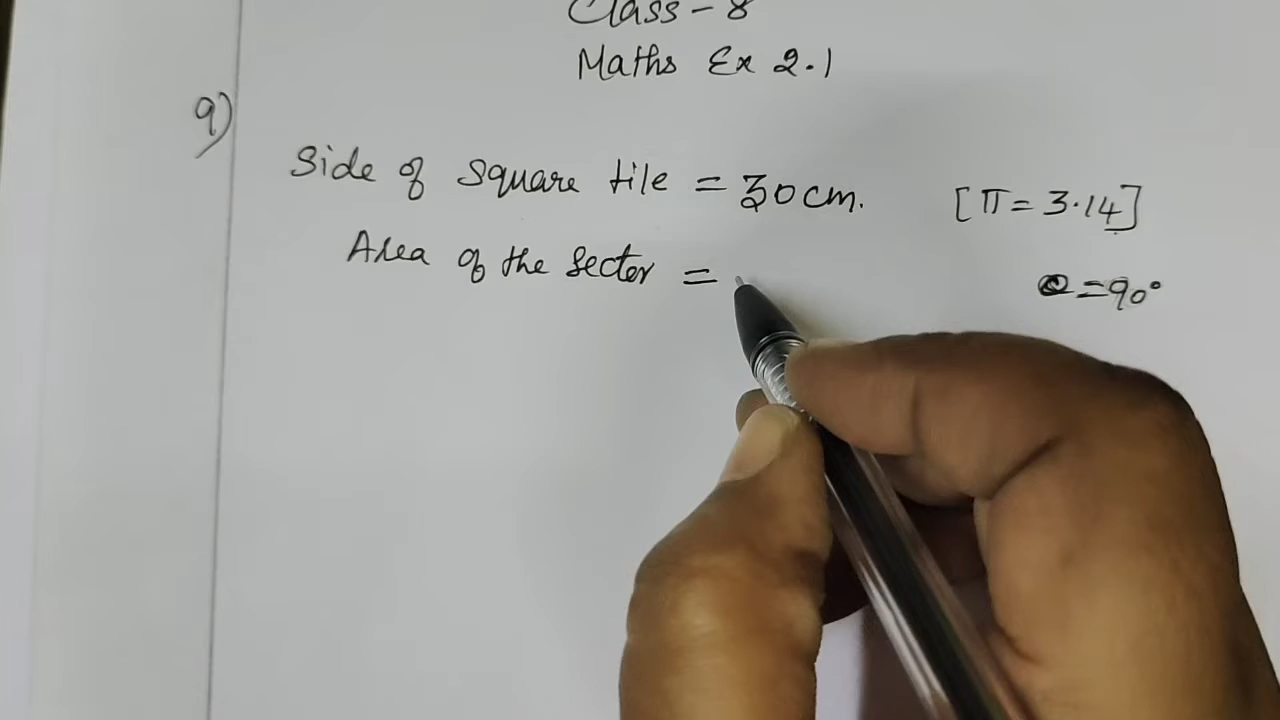 Class - 8
Maths Ex 2.1
9)
Side of square tile = 30 cm. [π = 3.14]
Area of the sector = θ = 90°